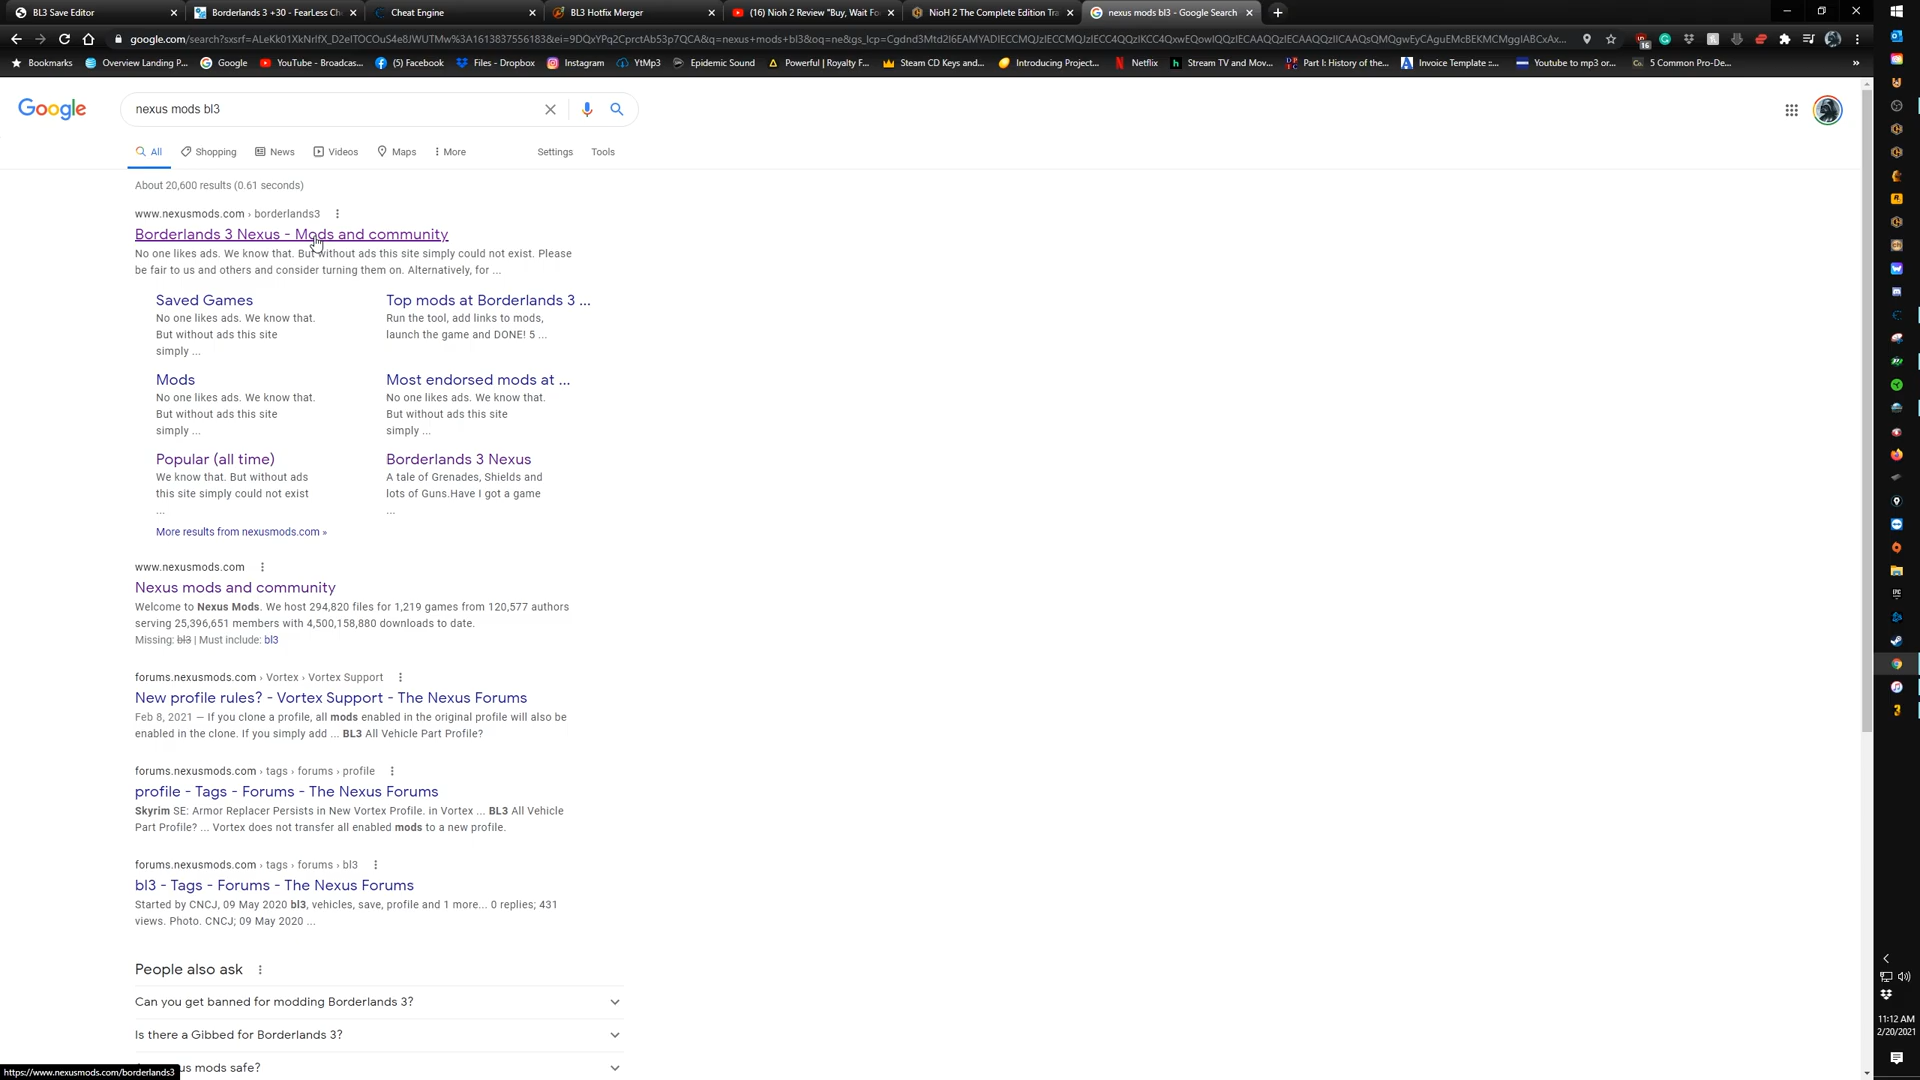 BL3 Save Editor
Borderlands 3 +30 - FearLess Ch
Cheat Engine
BL3 Hotfix Merger
(16) Nioh 2 Review "Buy, Wait Fo
NioH 2 The Complete Edition Tra
nexus mods bl3 - Google Search
16
Bookmarks
Overview Landing P...
Google
YouTube - Broadcas...
(5) Facebook
Files - Dropbox
Instagram
YtMp3
Epidemic Sound
Powerful | Royalty F...
Steam CD Keys and...
Introducing Project...
Netflix
Stream TV and Mov...
Part I: History of the...
Invoice Template ::...
Youtube to mp3 or...
5 Common Pro-De...
Google
nexus mods bl3
All
Shopping
News
Videos
Maps
More
Settings
Tools
About 20,600 results (0.61 seconds)
www.nexusmods.com › borderlands3
Borderlands 3 Nexus - Mods and community
No one likes ads. We know that. But without ads this site simply could not exist. Please
be fair to us and others and consider turning them on. Alternatively, for ...
Saved Games
No one likes ads. We know that.
But without ads this site
simply ...
Top mods at Borderlands 3 ...
Run the tool, add links to mods,
launch the game and DONE! 5 ...
Mods
No one likes ads. We know that.
But without ads this site
simply ...
Most endorsed mods at ...
No one likes ads. We know that.
But without ads this site
simply ...
Popular (all time)
We know that. But without ads
this site simply could not exist
...
Borderlands 3 Nexus
A tale of Grenades, Shields and
lots of Guns.Have I got a game
...
More results from nexusmods.com »
www.nexusmods.com
Nexus mods and community
Welcome to Nexus Mods. We host 294,820 files for 1,219 games from 120,577 authors
serving 25,396,651 members with 4,500,158,880 downloads to date.
Missing: bl3 | Must include: bl3
forums.nexusmods.com › Vortex › Vortex Support
New profile rules? - Vortex Support - The Nexus Forums
Feb 8, 2021 — If you clone a profile, all mods enabled in the original profile will also be
enabled in the clone. If you simply add ... BL3 All Vehicle Part Profile?
forums.nexusmods.com › tags › forums › profile
profile - Tags - Forums - The Nexus Forums
Skyrim SE: Armor Replacer Persists in New Vortex Profile. in Vortex ... BL3 All Vehicle
Part Profile? ... Vortex does not transfer all enabled mods to a new profile.
forums.nexusmods.com › tags › forums › bl3
bl3 - Tags - Forums - The Nexus Forums
Started by CNCJ, 09 May 2020 bl3, vehicles, save, profile and 1 more... 0 replies; 431
views. Photo. CNCJ; 09 May 2020 ...
People also ask
Can you get banned for modding Borderlands 3?
Is there a Gibbed for Borderlands 3?
us mods safe?
https://www.nexusmods.com/borderlands3
11:12 AM
2/20/2021